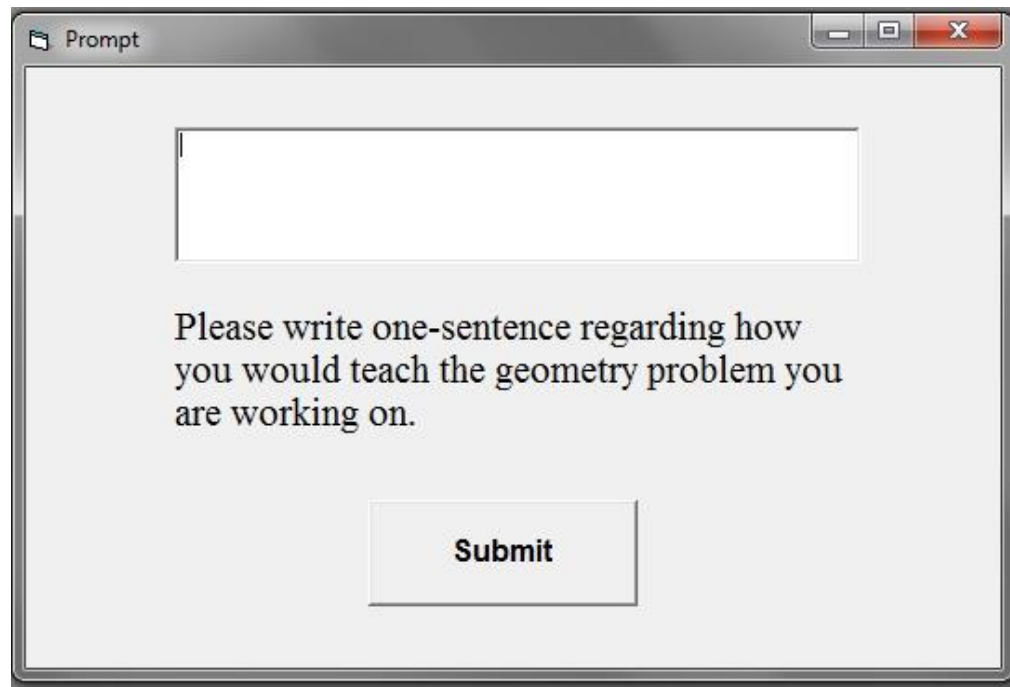 Prompt
Please write one-sentence regarding how
you would teach the geometry problem you
are working on.
Submit